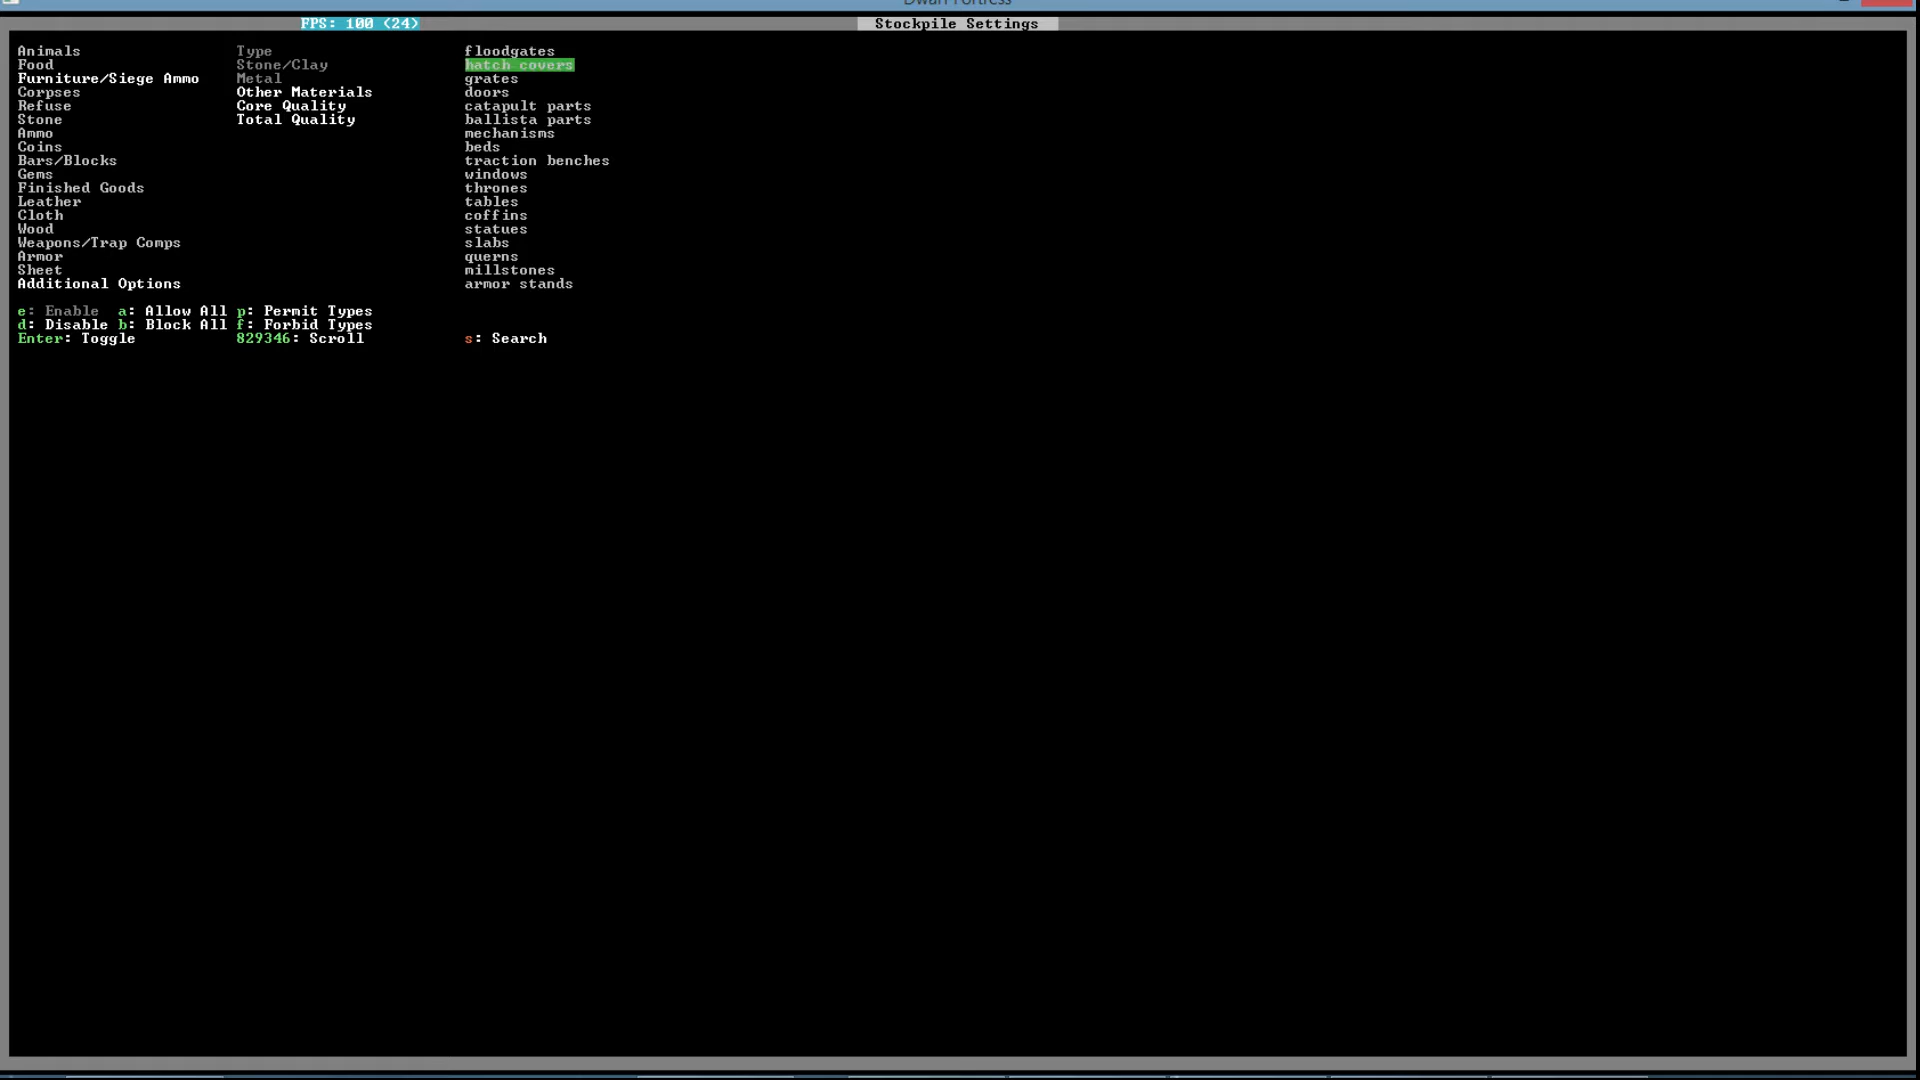 Dwarf Fortress
FPS: 100 (24)
Stockpile Settings
Animals
Food
Furniture/Siege Ammo
Corpses
Refuse
Stone
Ammo
Coins
Bars/Blocks
Gems
Finished Goods
Leather
Cloth
Wood
Weapons/Trap Comps
Armor
Sheet
Additional Options
Type
Stone/Clay
Metal
Other Materials
Core Quality
Total Quality
floodgates
hatch covers
grates
doors
catapult parts
ballista parts
mechanisms
beds
traction benches
windows
thrones
tables
coffins
statues
slabs
querns
millstones
armor stands
e: Enable a: Allow All p: Permit Types
d: Disable b: Block All f: Forbid Types
Enter: Toggle 829346: Scroll s: Search